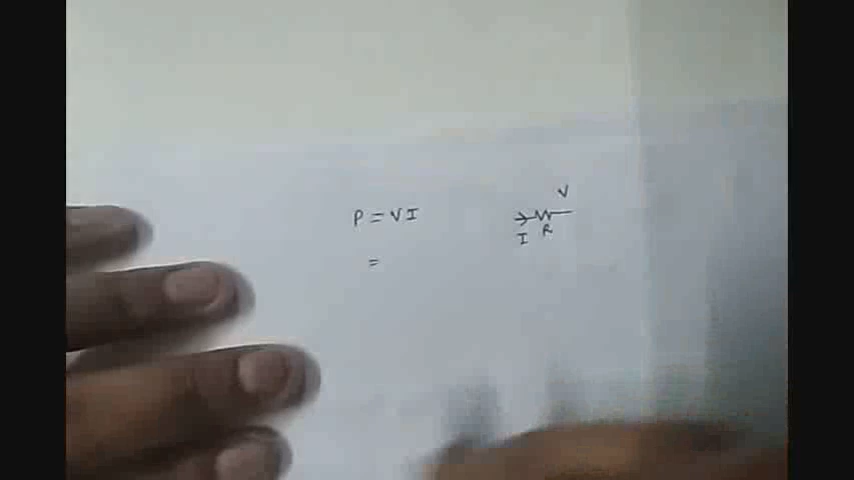 P = VI
=
V
I
R